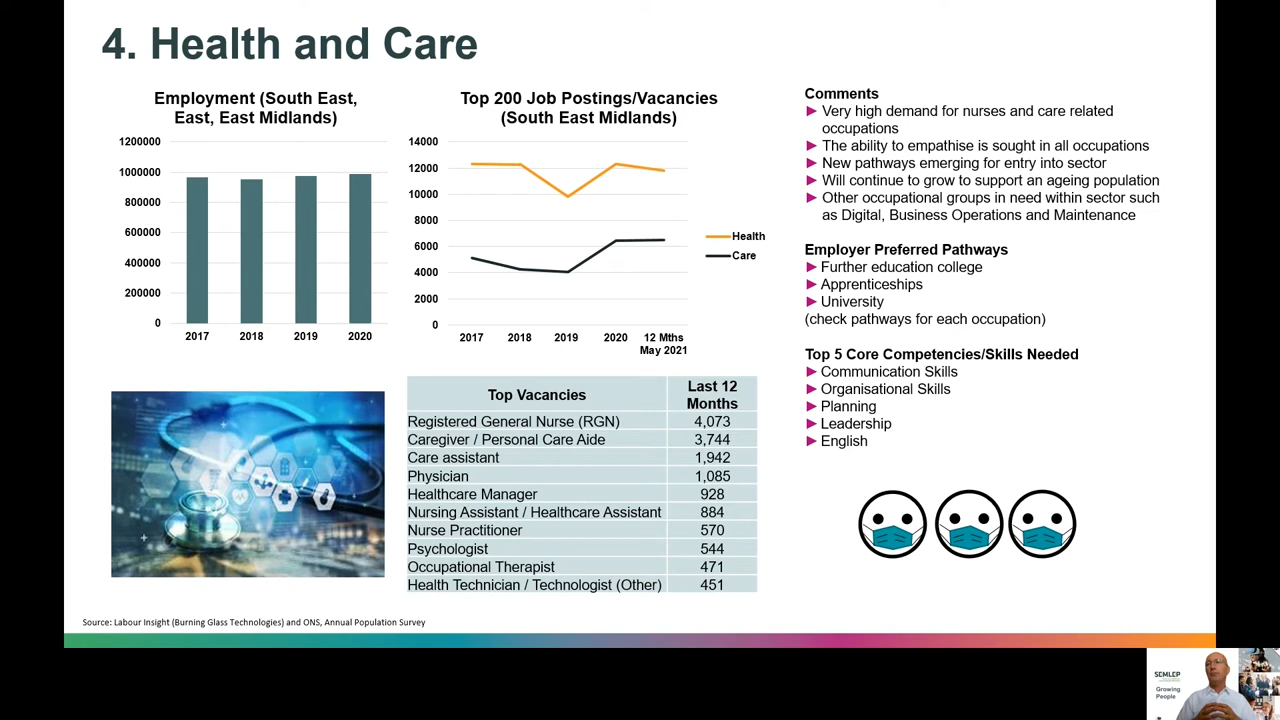 4. Health and Care
Employment (South East,
East, East Midlands)
1200000
1000000
800000
600000
400000
200000
0
2017 2018 2019 2020
Top 200 Job Postings/Vacancies
(South East Midlands)
14000
12000
10000
8000
6000
4000
2000
0
2017 2018 2019 2020 12 Mths
May 2021
Health
Care
Top Vacancies Last 12
Months
Registered General Nurse (RGN) 4,073
Caregiver / Personal Care Aide 3,744
Care assistant 1,942
Physician 1,085
Healthcare Manager 928
Nursing Assistant / Healthcare Assistant 884
Nurse Practitioner 570
Psychologist 544
Occupational Therapist 471
Health Technician / Technologist (Other) 451
Comments
Very high demand for nurses and care related
occupations
The ability to empathise is sought in all occupations
New pathways emerging for entry into sector
Will continue to grow to support an ageing population
Other occupational groups in need within sector such
as Digital, Business Operations and Maintenance
Employer Preferred Pathways
Further education college
Apprenticeships
University
(check pathways for each occupation)
Top 5 Core Competencies/Skills Needed
Communication Skills
Organisational Skills
Planning
Leadership
English
Source: Labour Insight (Burning Glass Technologies) and ONS, Annual Population Survey
SEMLEP
Growing
People